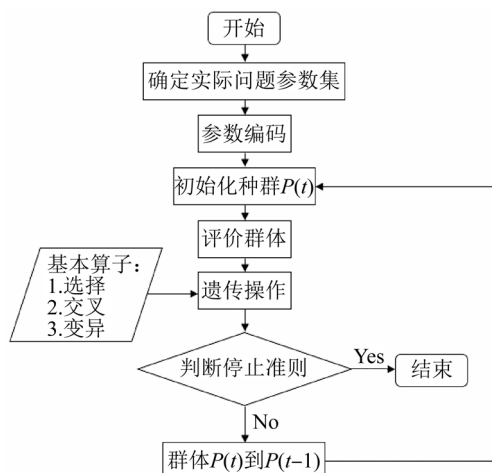 开始
确定实际问题参数集
参数编码
初始化种群P(t)
评价群体
基本算子：
1.选择
2.交叉
3.变异
遗传操作
判断停止准则
Yes
结束
No
群体P(t)到P(t−1)